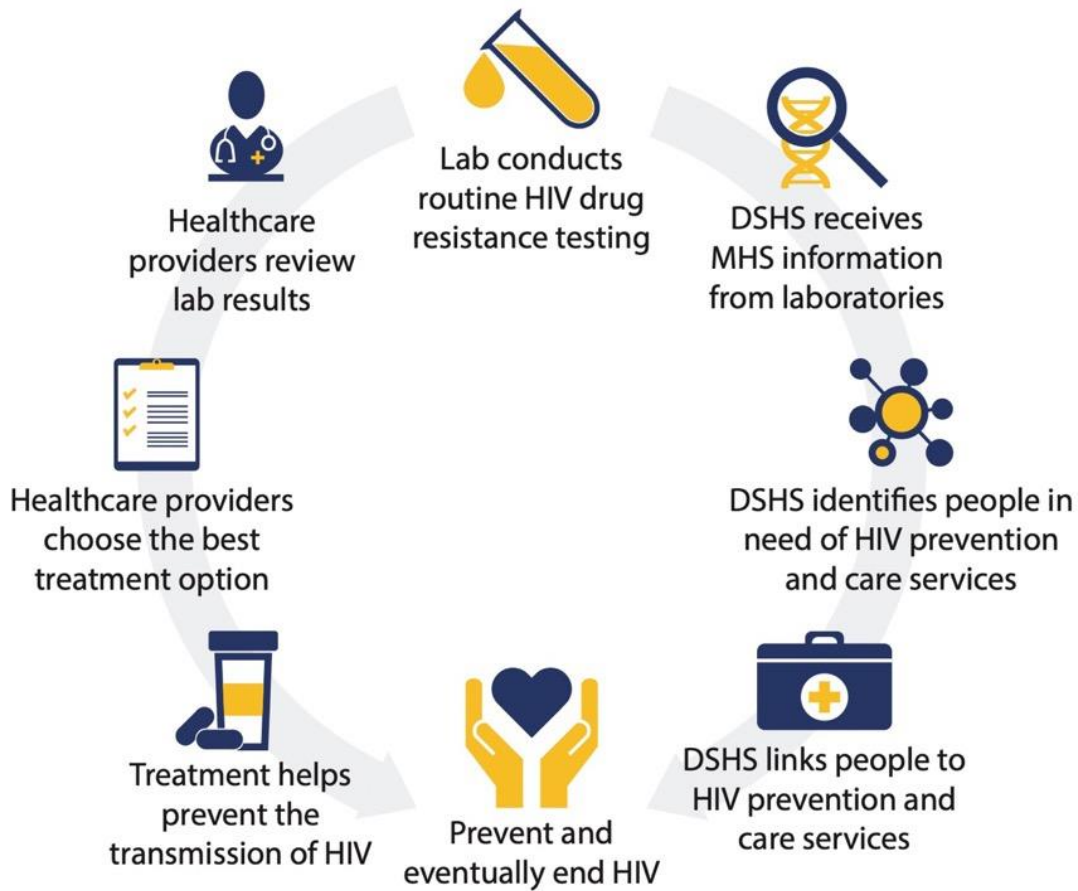 Lab conducts
routine HIV drug
resistance testing
DSHS receives
MHS information
from laboratories
DSHS identifies people in
need of HIV prevention
and care services
DSHS links people to
HIV prevention and
care services
Healthcare
providers review
lab results
Healthcare providers
choose the best
treatment option
Treatment helps
prevent the
transmission of HIV
Prevent and
eventually end HIV